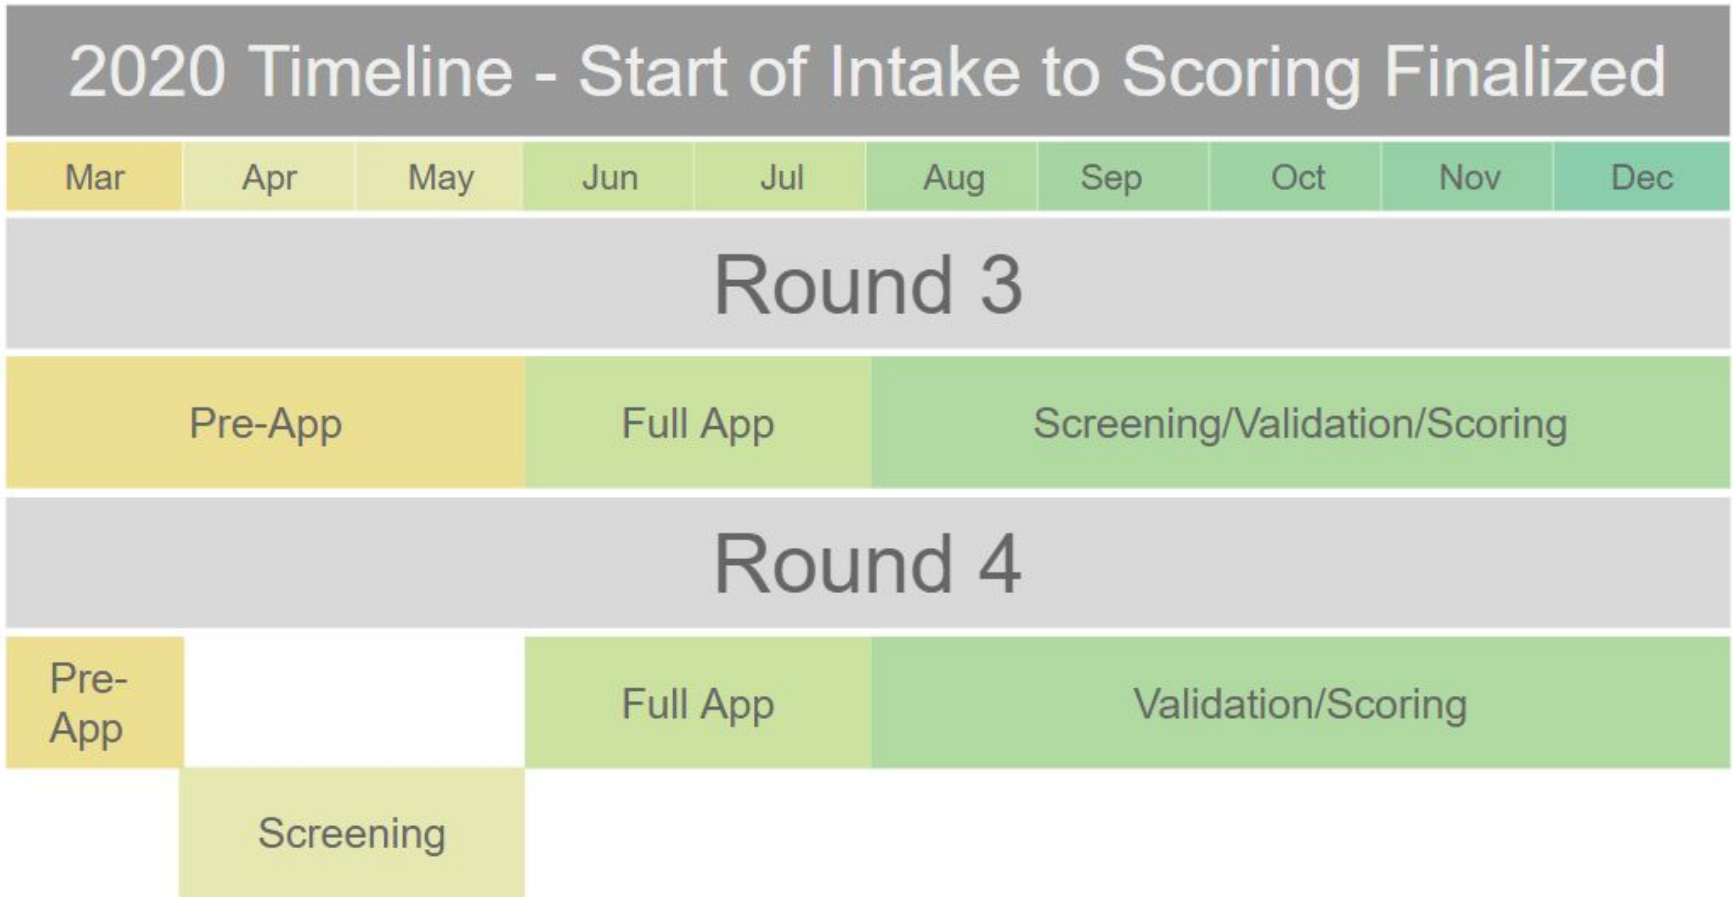 2020 Timeline - Start of Intake to Scoring Finalized
Mar Apr May Jun Jul Aug Sep Oct Nov Dec
Round 3
Pre-App Full App Screening/Validation/Scoring
Round 4
Pre-
App Full App Validation/Scoring
Screening